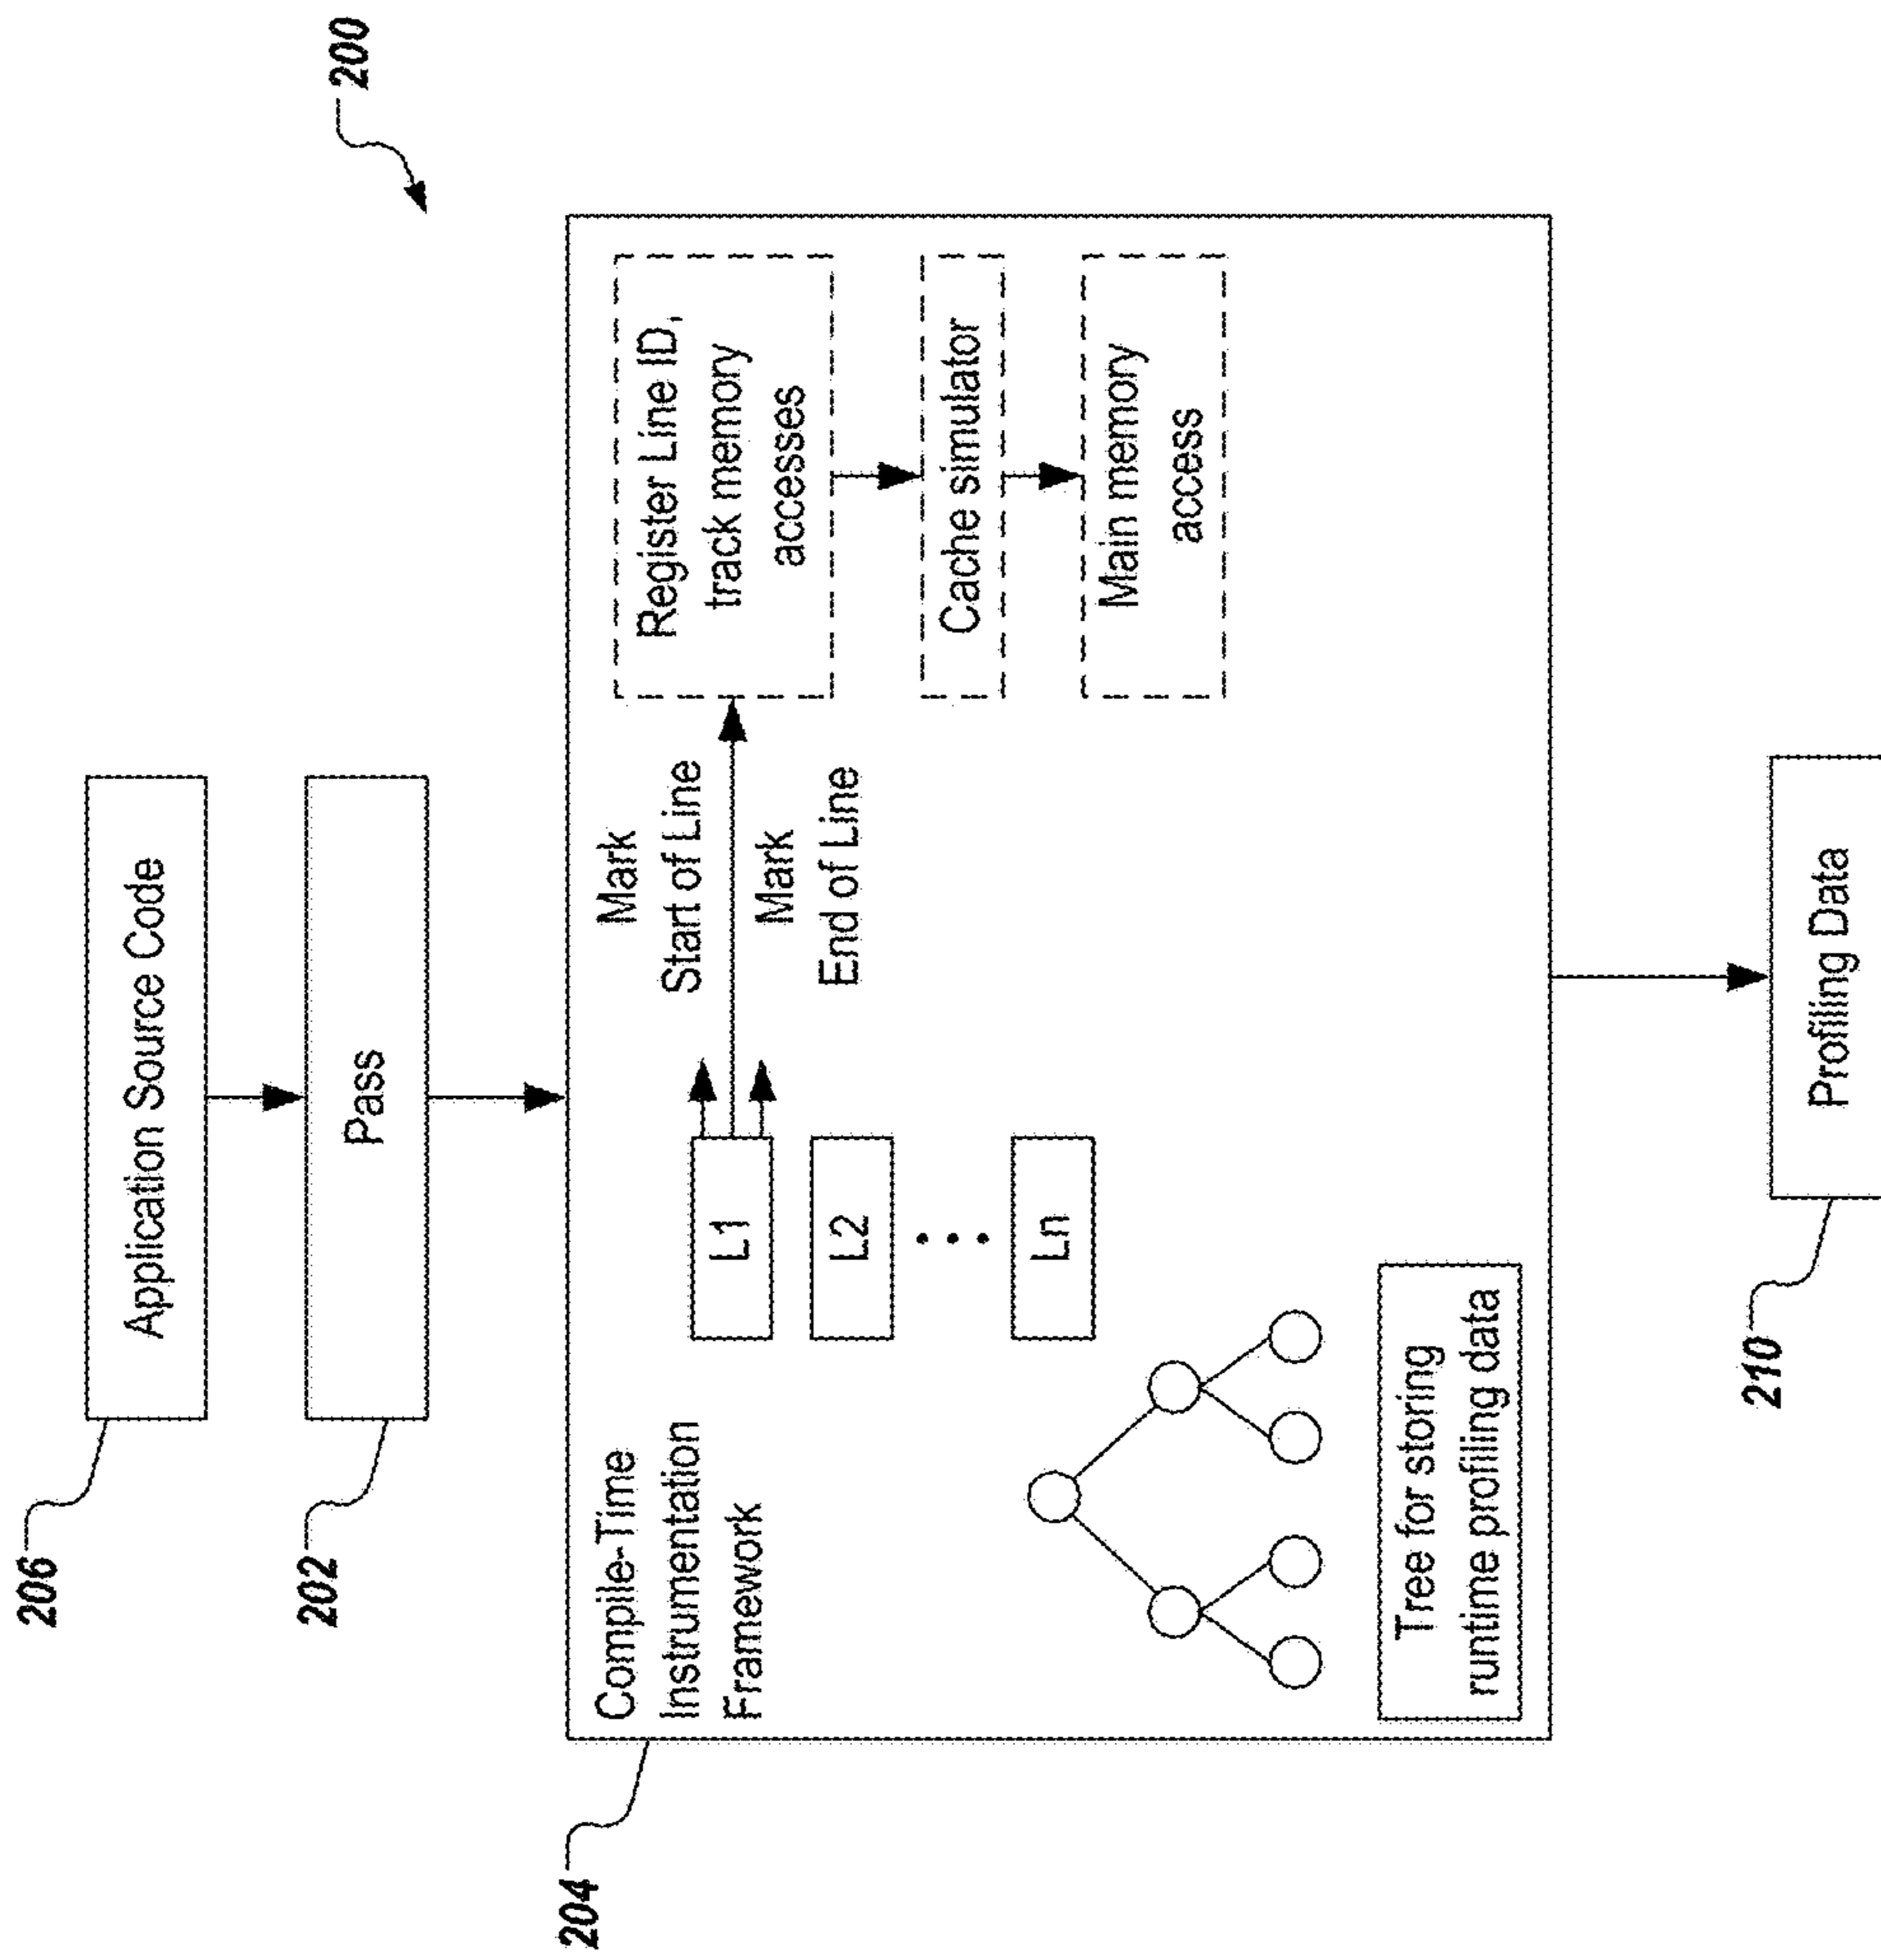 200
206
Application Source Code
202
Pass
204
Compile-Time
Instrumentation
Framework
L1
L2
Ln
Mark
Start of Line
Mark
End of Line
Register Line ID,
track memory
accesses
Cache simulator
Main memory
access
Tree for storing
runtime profiling data
210
Profiling Data